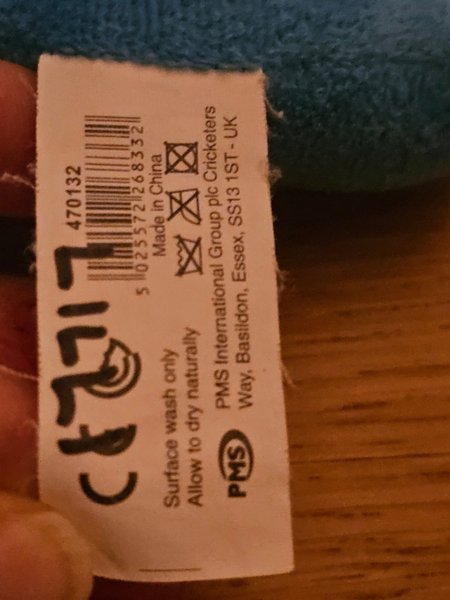 470132
5 025572 268332
Made in China
Surface wash only
Allow to dry naturally
PMS
PMS International Group plc Cricketers
Way, Basildon, Essex, SS13 1ST - UK